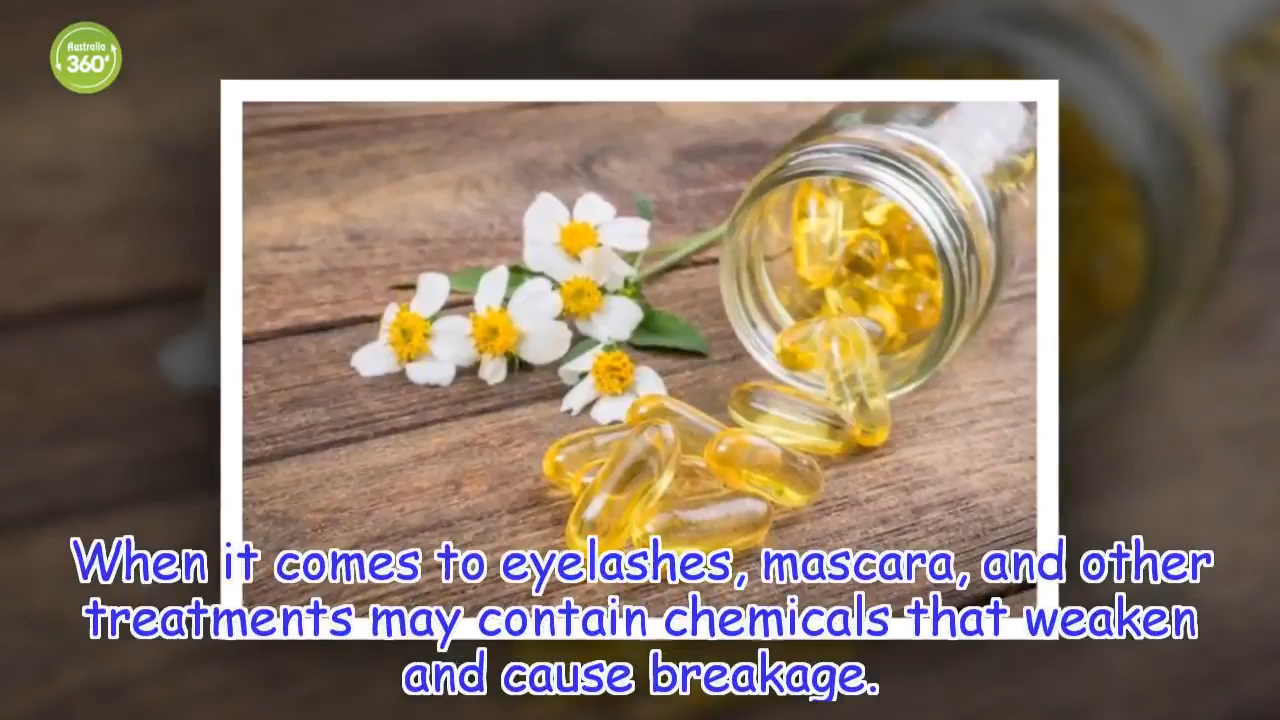 Australia
360°
When it comes to eyelashes, mascara, and other
treatments may contain chemicals that weaken
and cause breakage.